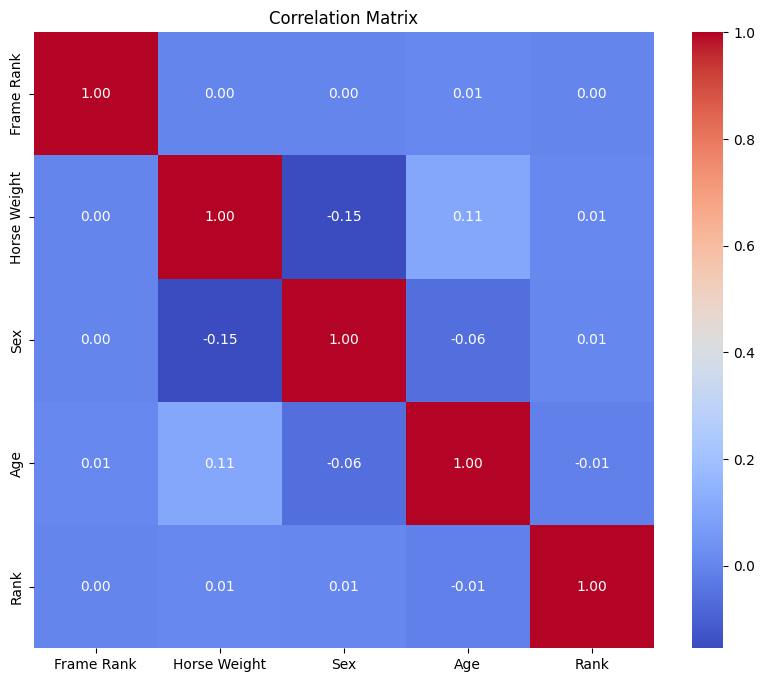 Correlation Matrix
Frame Rank
1.00 0.00 0.00 0.01 0.00
Horse Weight
0.00 1.00 -0.15 0.11 0.01
Sex
0.00 -0.15 1.00 -0.06 0.01
Age
0.01 0.11 -0.06 1.00 -0.01
Rank
0.00 0.01 0.01 -0.01 1.00
Frame Rank Horse Weight Sex Age Rank
1.0
0.8
0.6
0.4
0.2
0.0